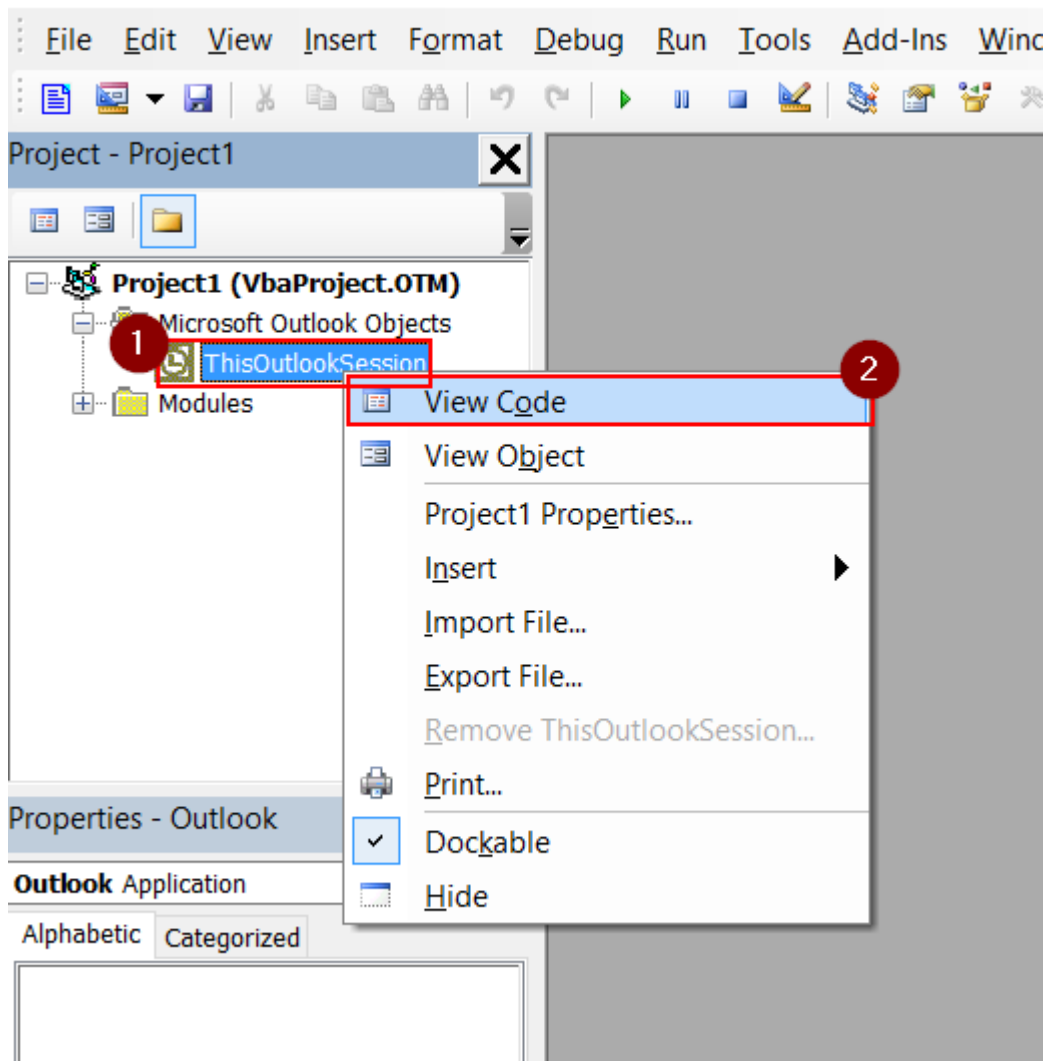 File Edit View Insert Format Debug Run Tools Add-Ins Wind
Project - Project1
Project1 (VbaProject.OTM)
Microsoft Outlook Objects
1
ThisOutlookSession
2
Modules
View Code
View Object
Project1 Properties...
Insert
Import File...
Export File...
Remove ThisOutlookSession...
Print...
Dockable
Hide
Properties - Outlook
Outlook Application
Alphabetic Categorized